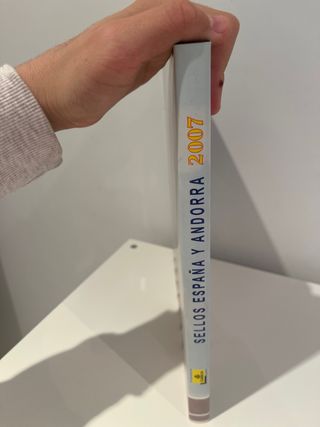 SELLOS ESPAÑA Y ANDORRA 2007